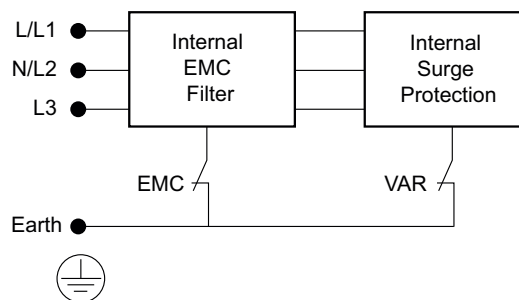 L/L1
N/L2
L3
Internal
EMC
Filter
Internal
Surge
Protection
EMC
VAR
Earth